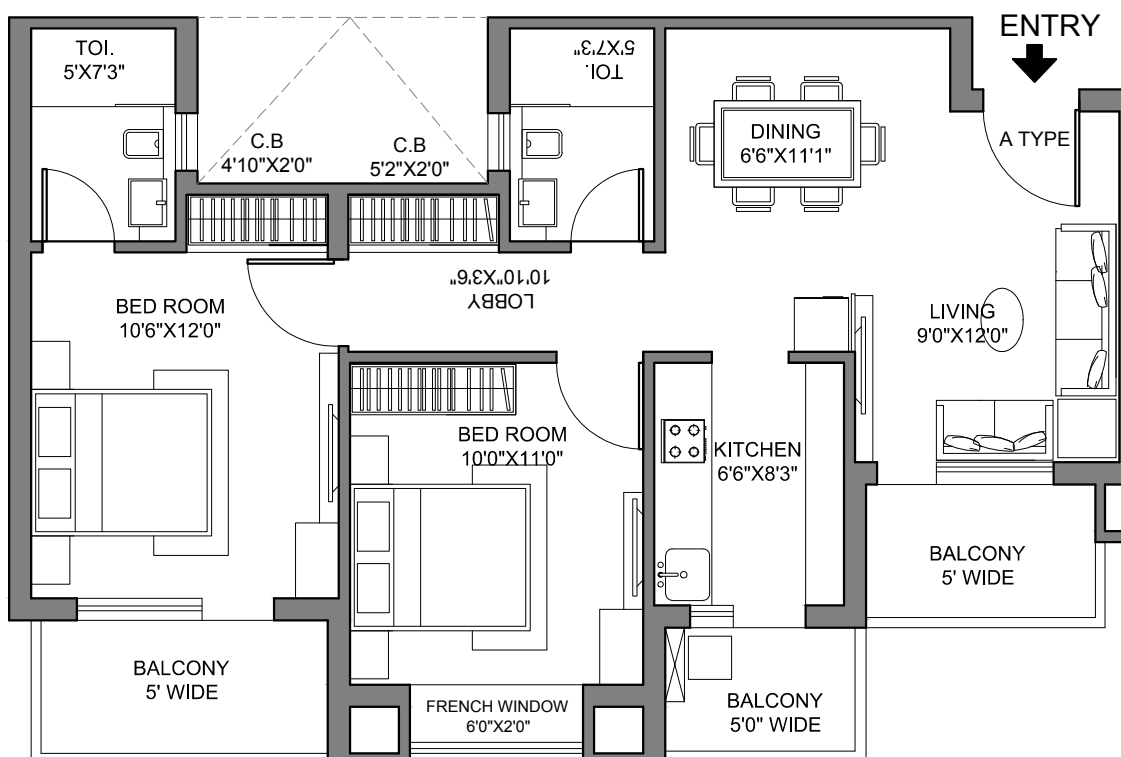 ENTRY
TOI.
5'X7'3"
TOI.
5'X7'3"
C.B
4'10"X2'0"
C.B
5'2"X2'0"
DINING
6'6"X11'1"
A TYPE
LOBBY
10'10"X3'6"
BED ROOM
10'6"X12'0"
LIVING
9'0"X12'0"
BED ROOM
10'0"X11'0"
KITCHEN
6'6"X8'3"
BALCONY
5' WIDE
BALCONY
5' WIDE
FRENCH WINDOW
6'0"X2'0"
BALCONY
5'0" WIDE